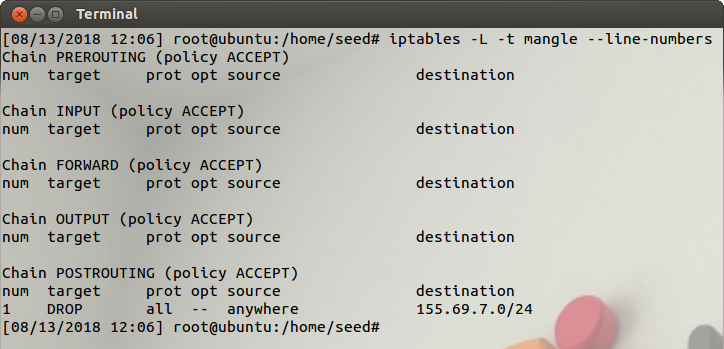 Terminal
[08/13/2018 12:06] root@ubuntu:/home/seed# iptables -L -t mangle --line-numbers
Chain PREROUTING (policy ACCEPT)
num  target     prot opt source               destination

Chain INPUT (policy ACCEPT)
num  target     prot opt source               destination

Chain FORWARD (policy ACCEPT)
num  target     prot opt source               destination

Chain OUTPUT (policy ACCEPT)
num  target     prot opt source               destination

Chain POSTROUTING (policy ACCEPT)
num  target     prot opt source               destination
1    DROP       all  --  anywhere             155.69.7.0/24
[08/13/2018 12:06] root@ubuntu:/home/seed#